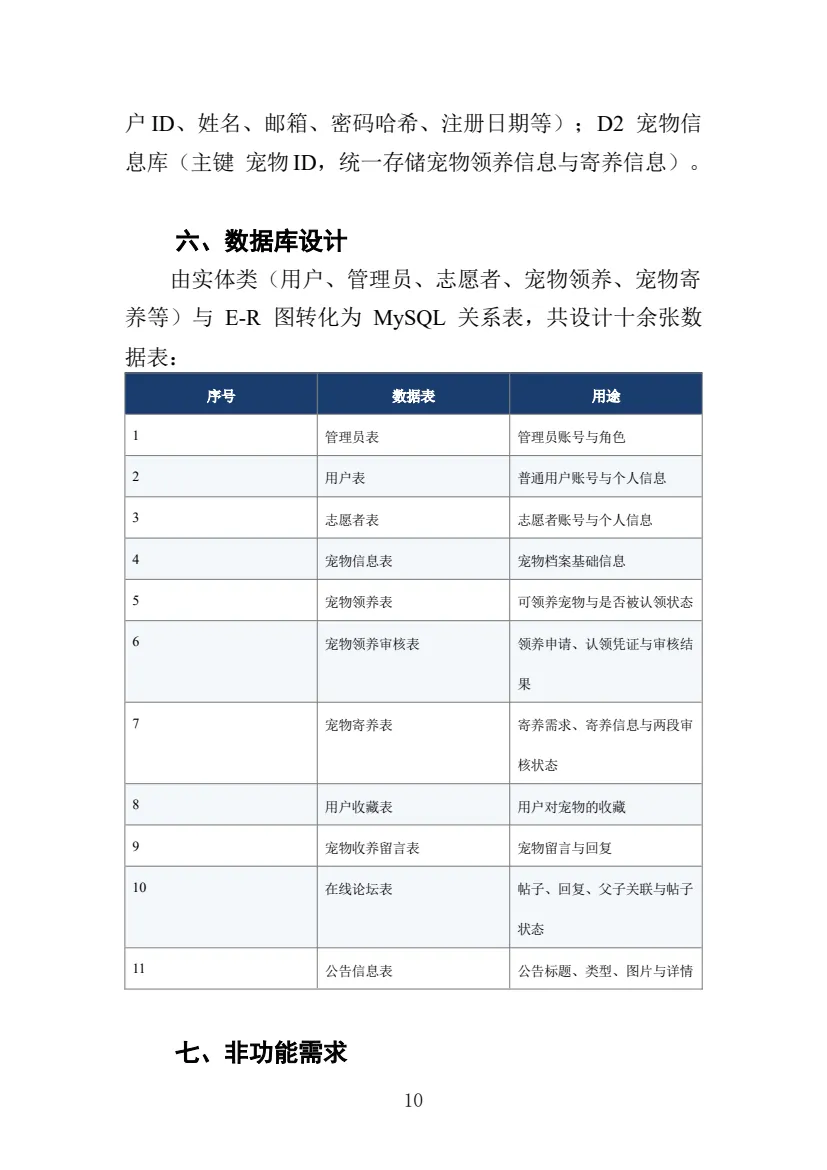 户 ID、姓名、邮箱、密码哈希、注册日期等）；D2 宠物信
息库（主键 宠物 ID，统一存储宠物领养信息与寄养信息）。
六、数据库设计
由实体类（用户、管理员、志愿者、宠物领养、宠物寄
养等）与 E-R 图转化为 MySQL 关系表，共设计十余张数
据表：
序号 数据表 用途
1 管理员表 管理员账号与角色
2 用户表 普通用户账号与个人信息
3 志愿者表 志愿者账号与个人信息
4 宠物信息表 宠物档案基础信息
5 宠物领养表 可领养宠物与是否被认领状态
6 宠物领养审核表 领养申请、认领凭证与审核结
果
7 宠物寄养表 寄养需求、寄养信息与两段审
核状态
8 用户收藏表 用户对宠物的收藏
9 宠物收养留言表 宠物留言与回复
10 在线论坛表 帖子、回复、父子关联与帖子
状态
11 公告信息表 公告标题、类型、图片与详情
七、非功能需求
10